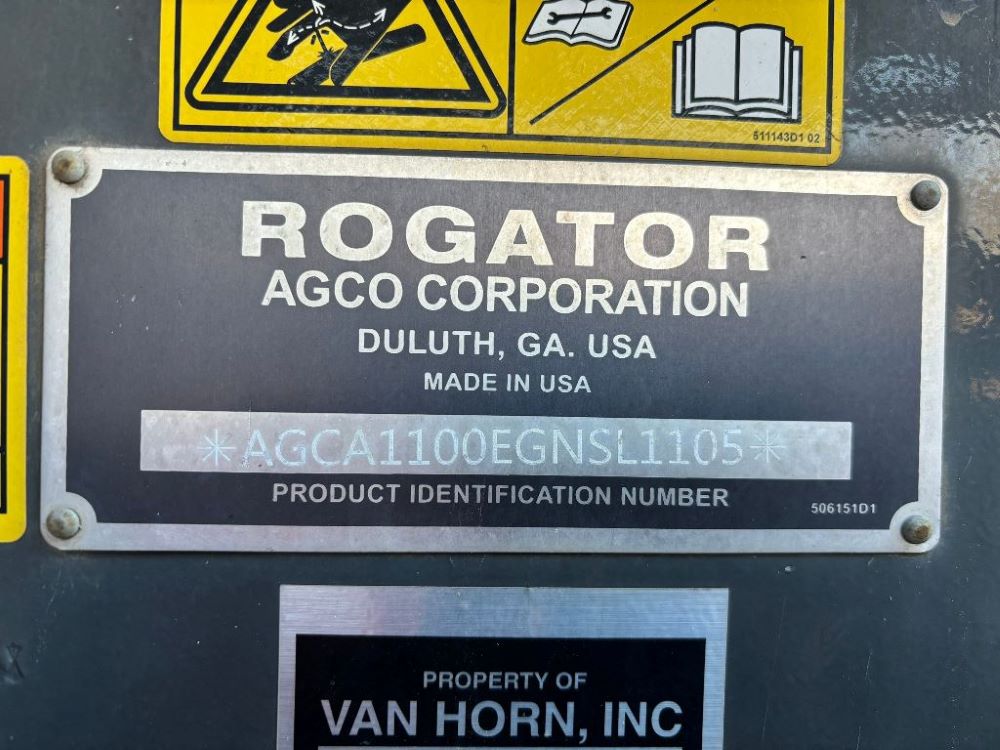 511143D1 02
ROGATOR
AGCO CORPORATION
DULUTH, GA. USA
MADE IN USA
*AGCA1100EGNSL1105*
PRODUCT IDENTIFICATION NUMBER
506151D1
PROPERTY OF
VAN HORN, INC